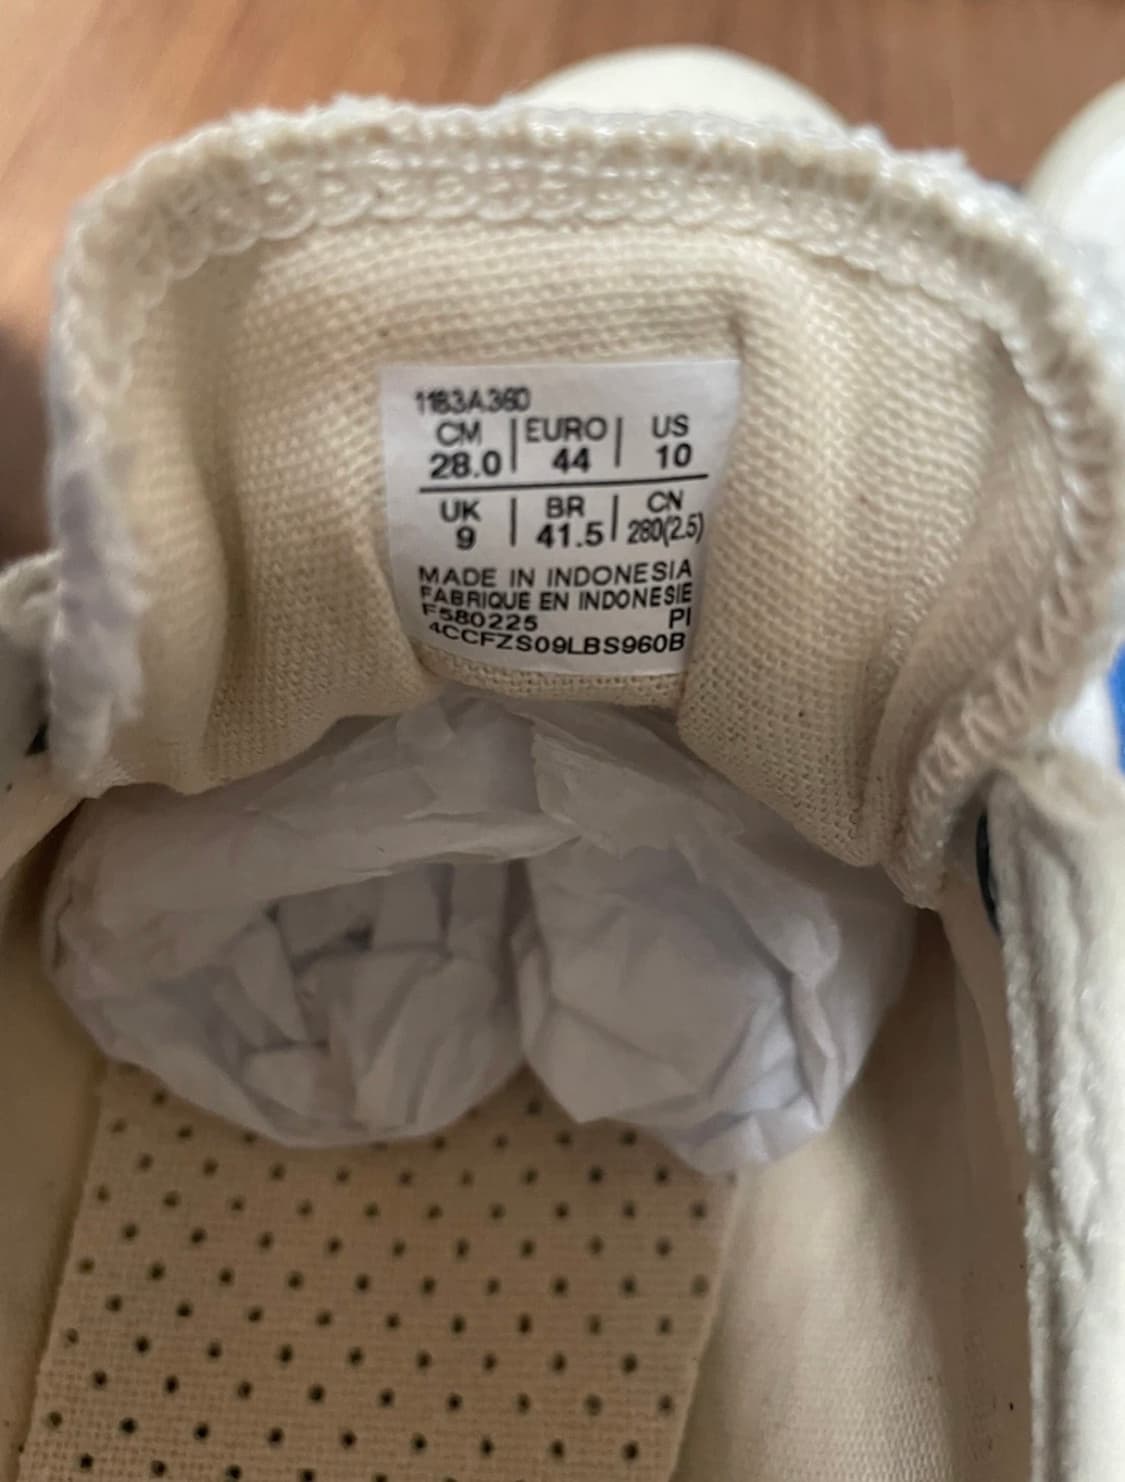 1183A360
CM | EURO | US
28.0 | 44 | 10
UK | BR | CN
9 | 41.5 | 280(2.5)
MADE IN INDONESIA
FABRIQUE EN INDONESIE
F580225 PI
4CCFZS09LBS960B